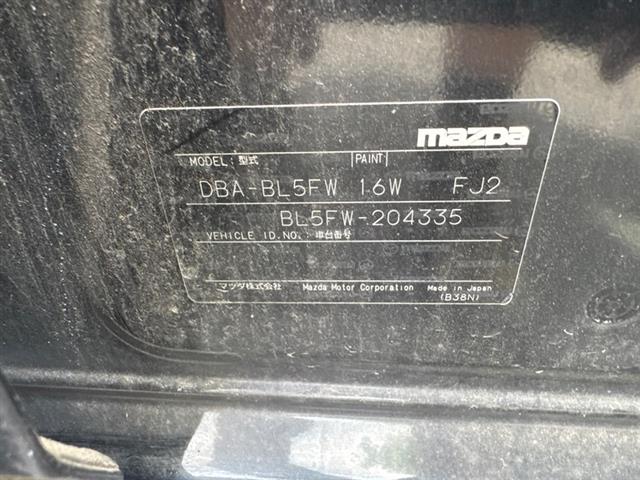 mazda
MODEL: 型式 PAINT
DBA-BL5FW 16W FJ2
BL5FW-204335
VEHICLE ID.NO.: 車台番号
マツダ株式会社 Mazda Motor Corporation Made in Japan
(B38N)